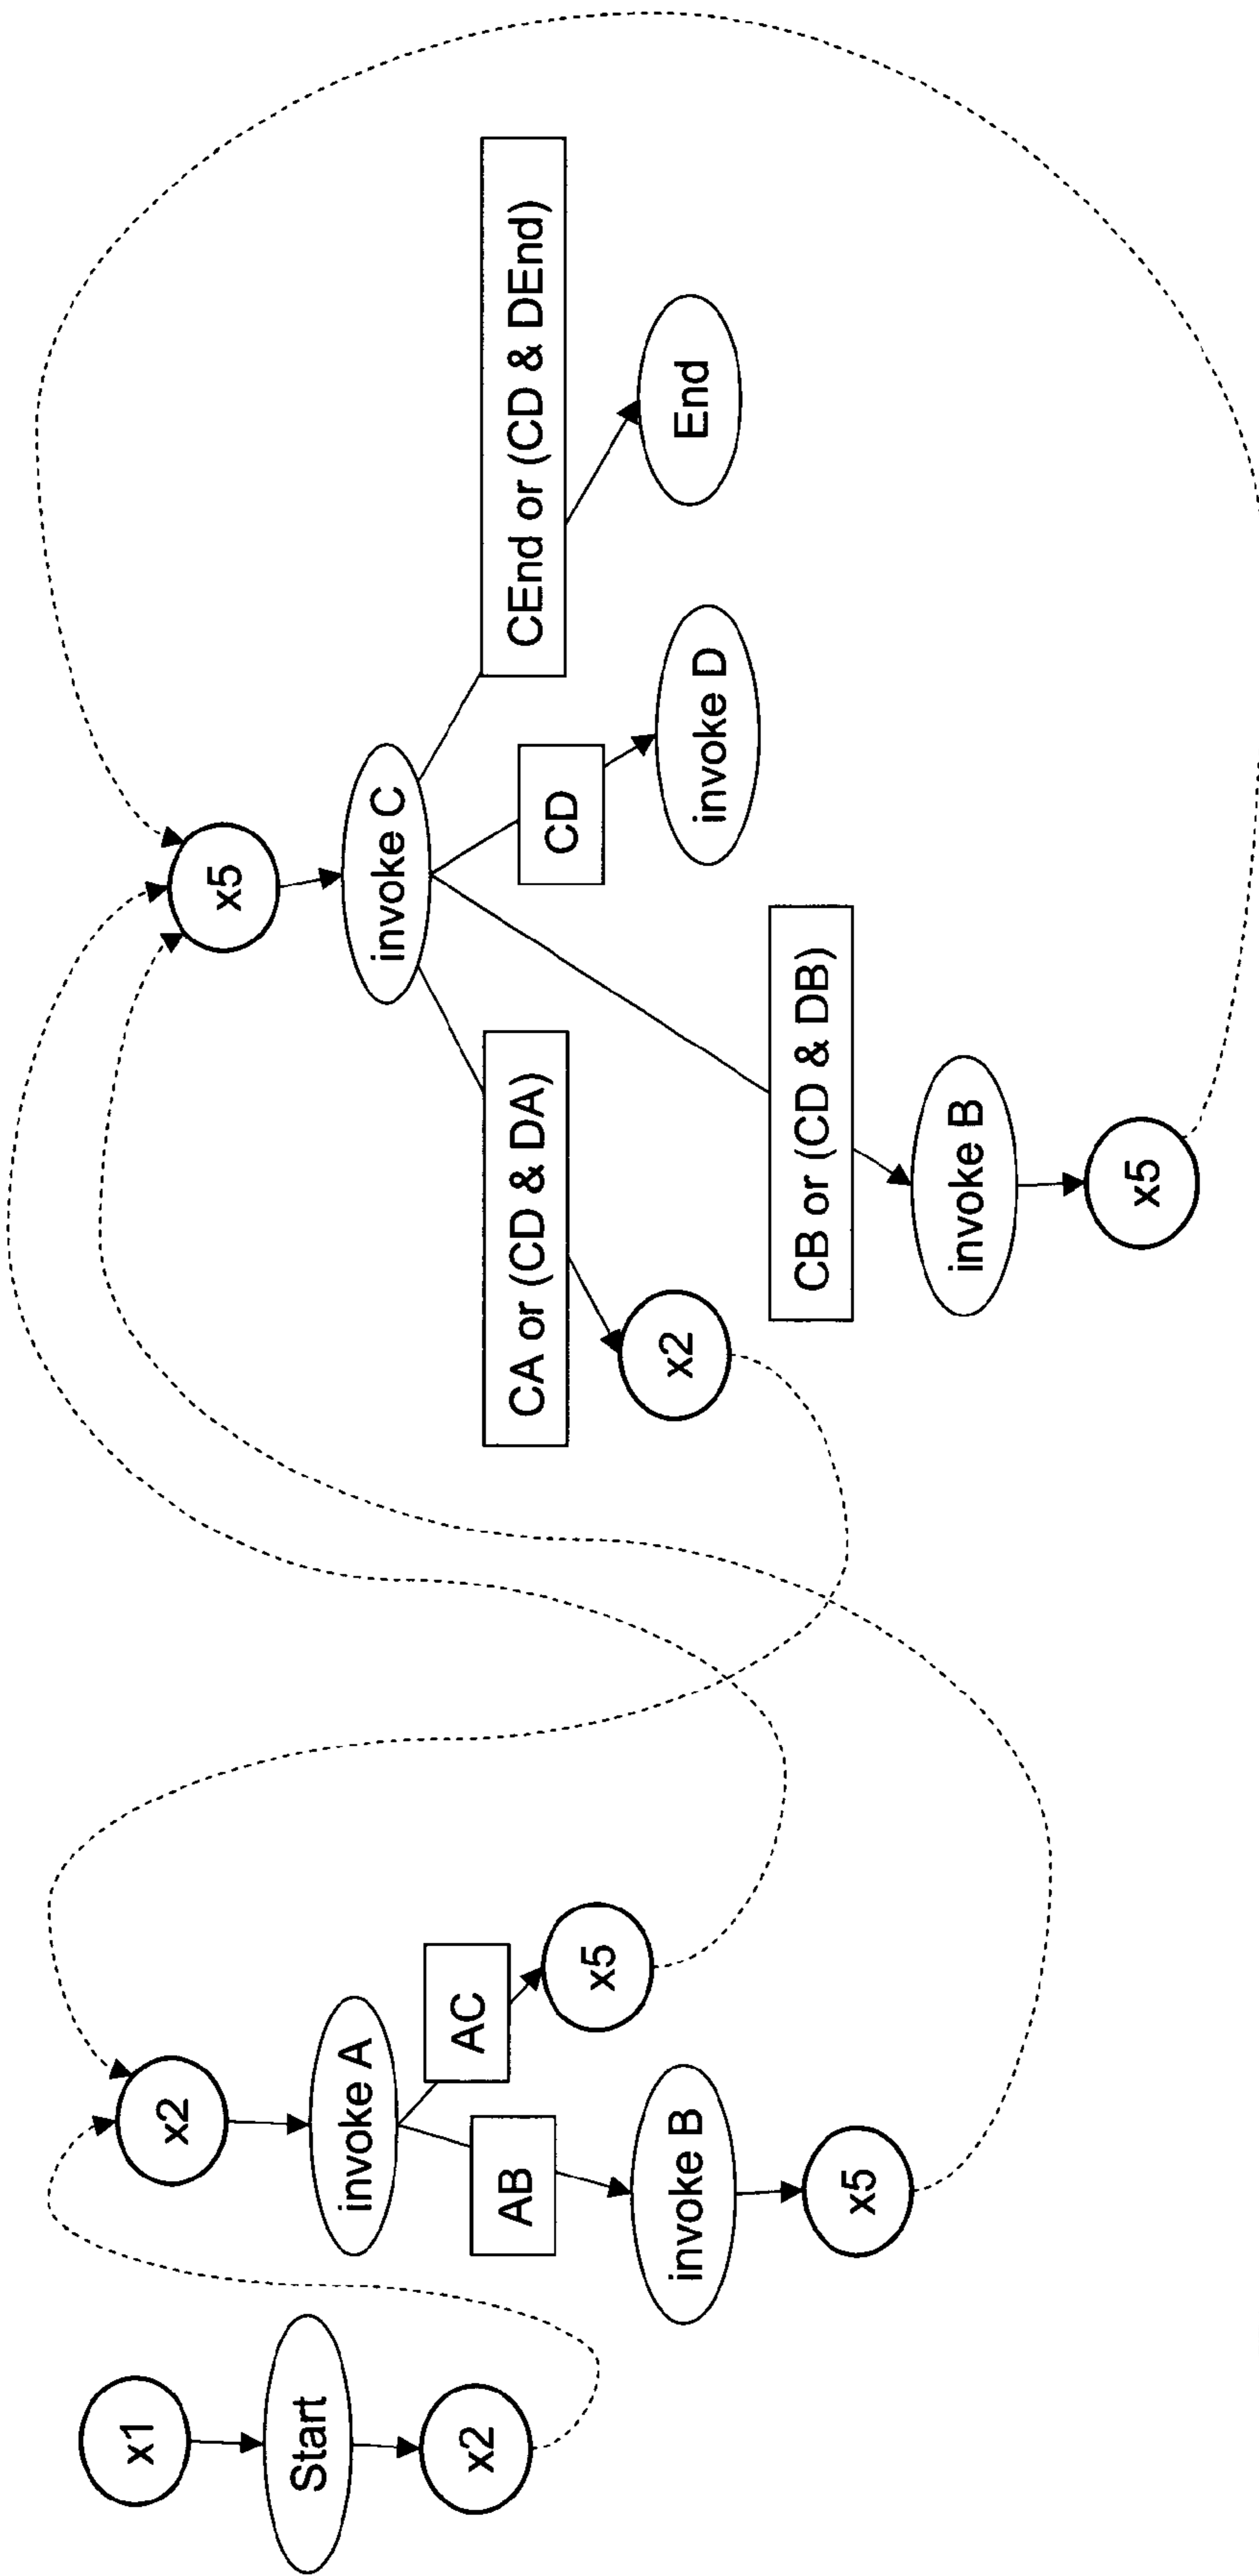 x1
Start
x2
x2
invoke A
AB
AC
invoke B
x5
x5
x5
invoke C
CA or (CD & DA)
x2
CB or (CD & DB)
invoke B
x5
CD
invoke D
CEnd or (CD & DEnd)
End